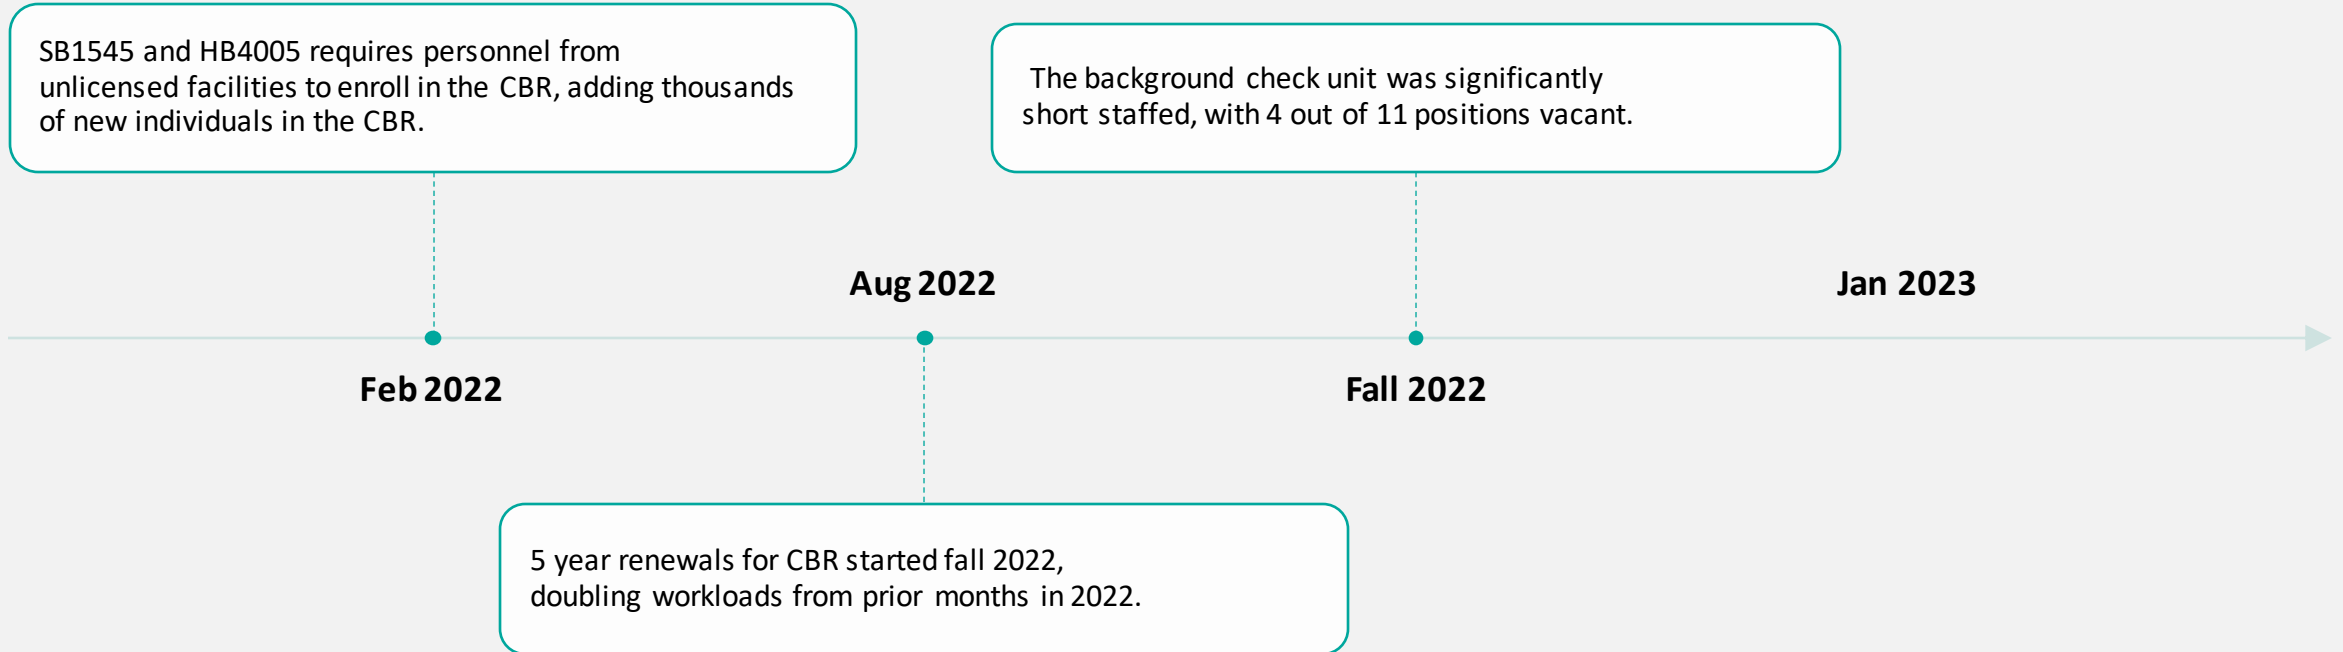 SB1545 and HB4005 requires personnel from
unlicensed facilities to enroll in the CBR, adding thousands
of new individuals in the CBR.
The background check unit was significantly
short staffed, with 4 out of 11 positions vacant.
Aug 2022
Jan 2023
Feb 2022
Fall 2022
5 year renewals for CBR started fall 2022,
doubling workloads from prior months in 2022.